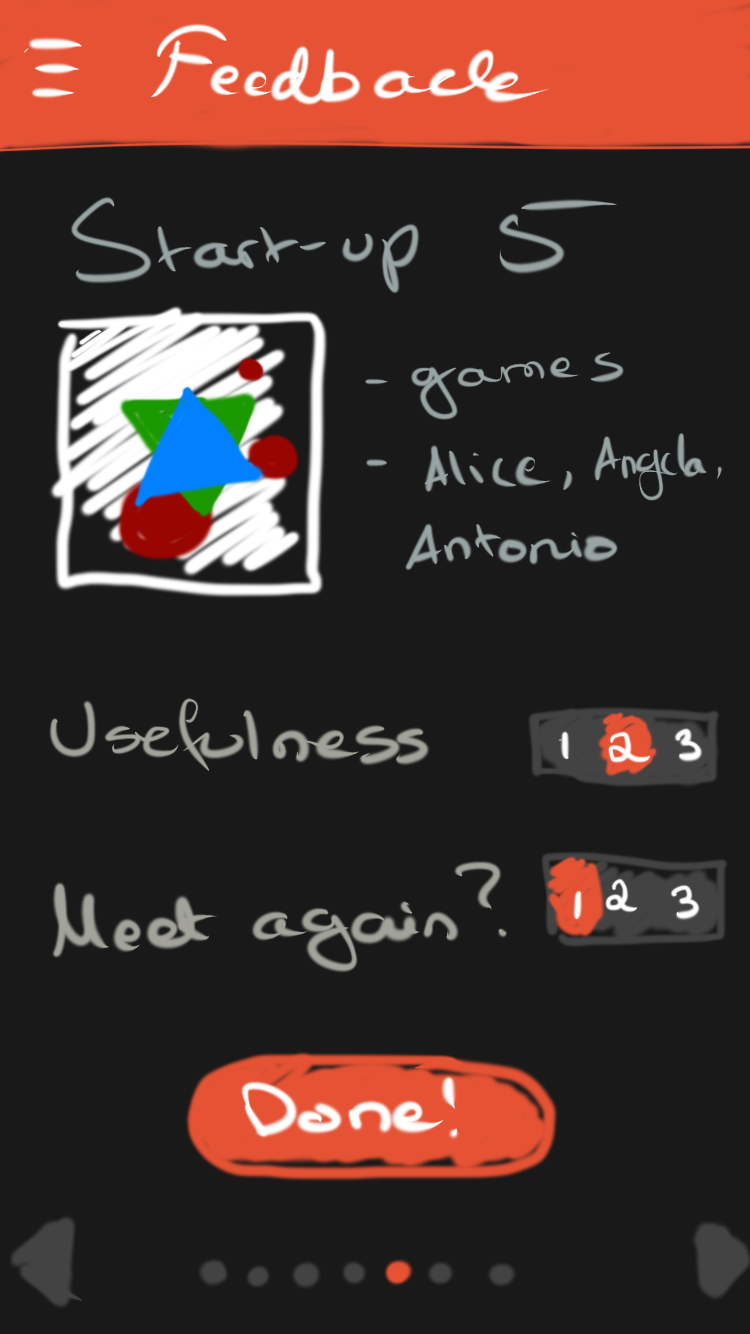 Feedback
Start-up 5
- games
- Alice, Angela,
Antonio
Usefulness 1 2 3
Meet again? 1 2 3
Done!